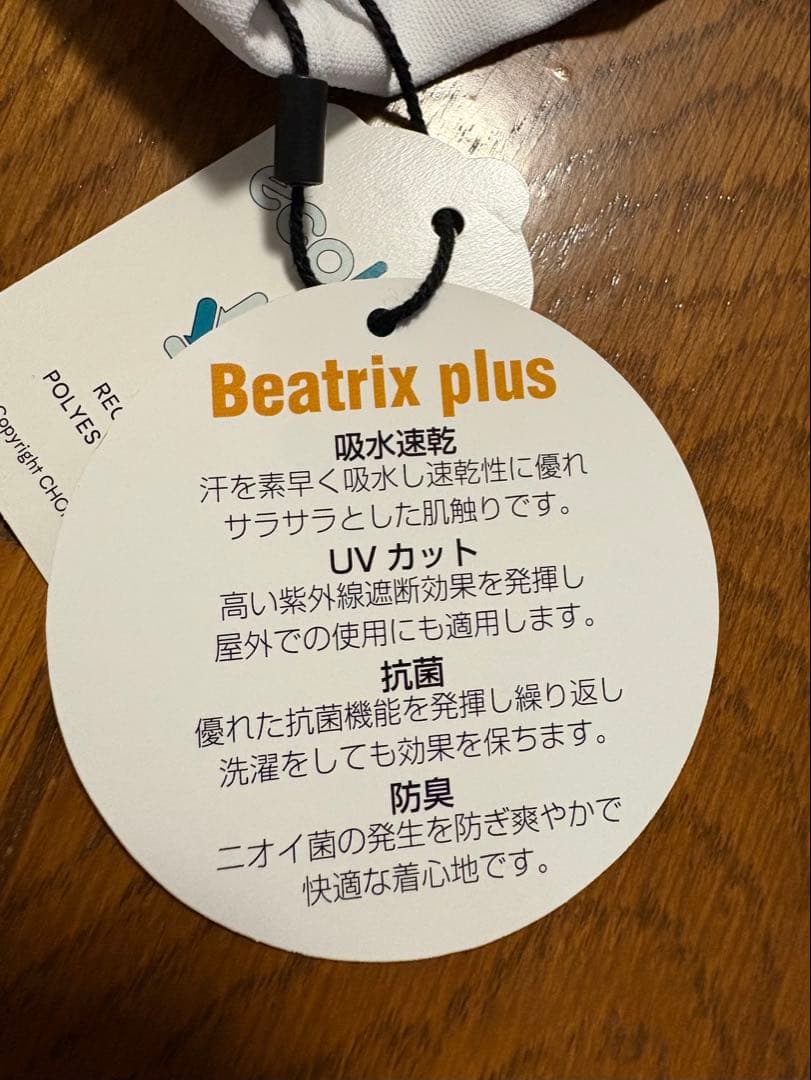 Beatrix plus
吸水速乾
汗を素早く吸水し速乾性に優れ
サラサラとした肌触りです。
UV カット
高い紫外線遮断効果を発揮し
屋外での使用にも適用します。
抗菌
優れた抗菌機能を発揮し繰り返し
洗濯をしても効果を保ちます。
防臭
ニオイ菌の発生を防ぎ爽やかで
快適な着心地です。
Copyright